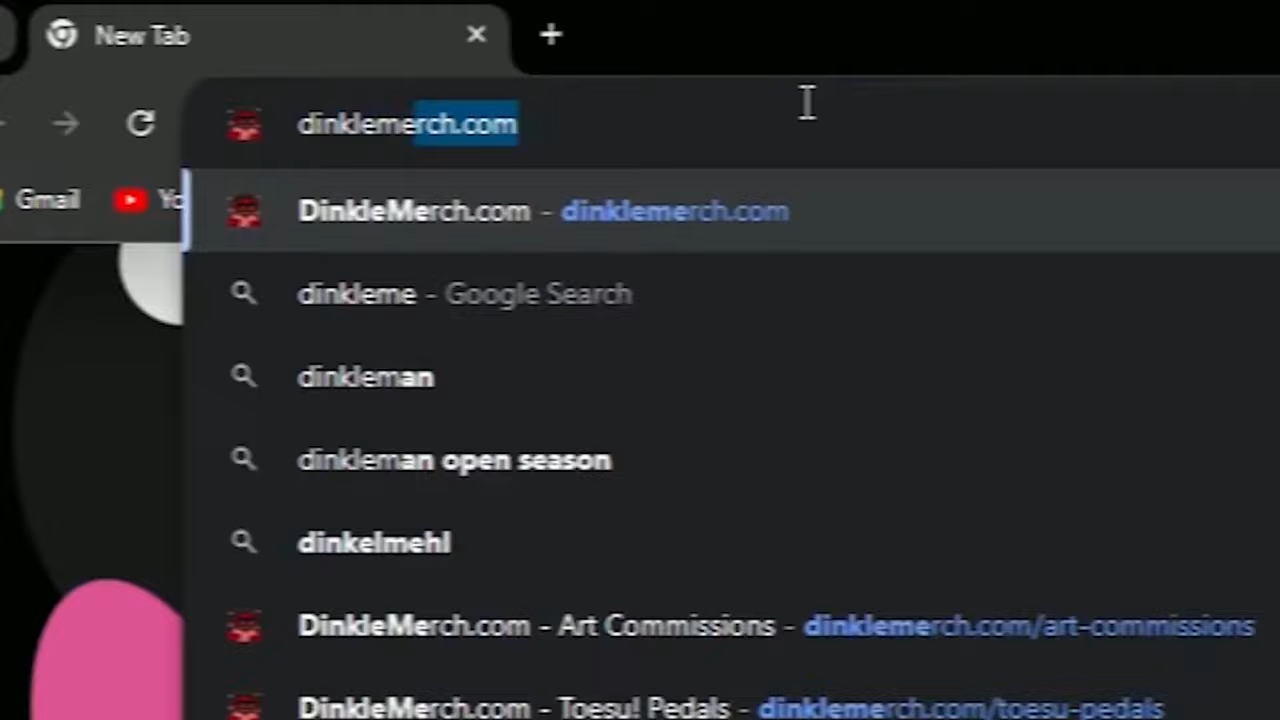 New Tab
dinklemerch.com
Gmail
DinkleMerch.com - dinklemerch.com
dinkleme - Google Search
dinkleman
dinkleman open season
dinkelmehl
DinkleMerch.com - Art Commissions - dinklemerch.com/art-commissions
DinkleMerch.com - Toesu! Pedals - dinklemerch.com/toesu-pedals